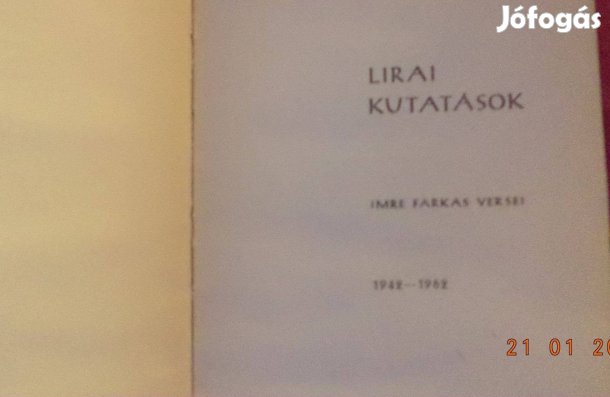 Jófogás
LIRAI
KUTATÁSOK
IMRE FARKAS VERSEI
1942-1982
21 01 20